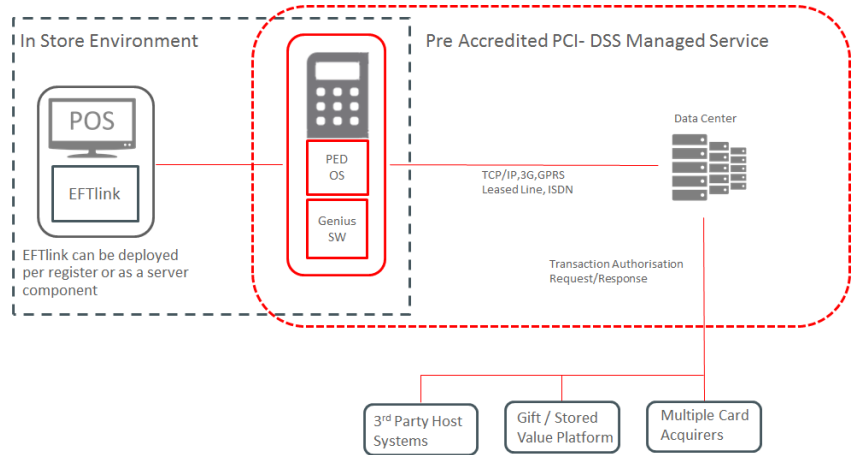 In Store Environment
Pre Accredited PCI- DSS Managed Service
POS
EFTlink
EFTlink can be deployed
per register or as a server
component
PED
OS
Genius
SW
TCP/IP,3G,GPRS
Leased Line, ISDN
Data Center
Transaction Authorisation
Request/Response
3rd Party Host
Systems
Gift / Stored
Value Platform
Multiple Card
Acquirers